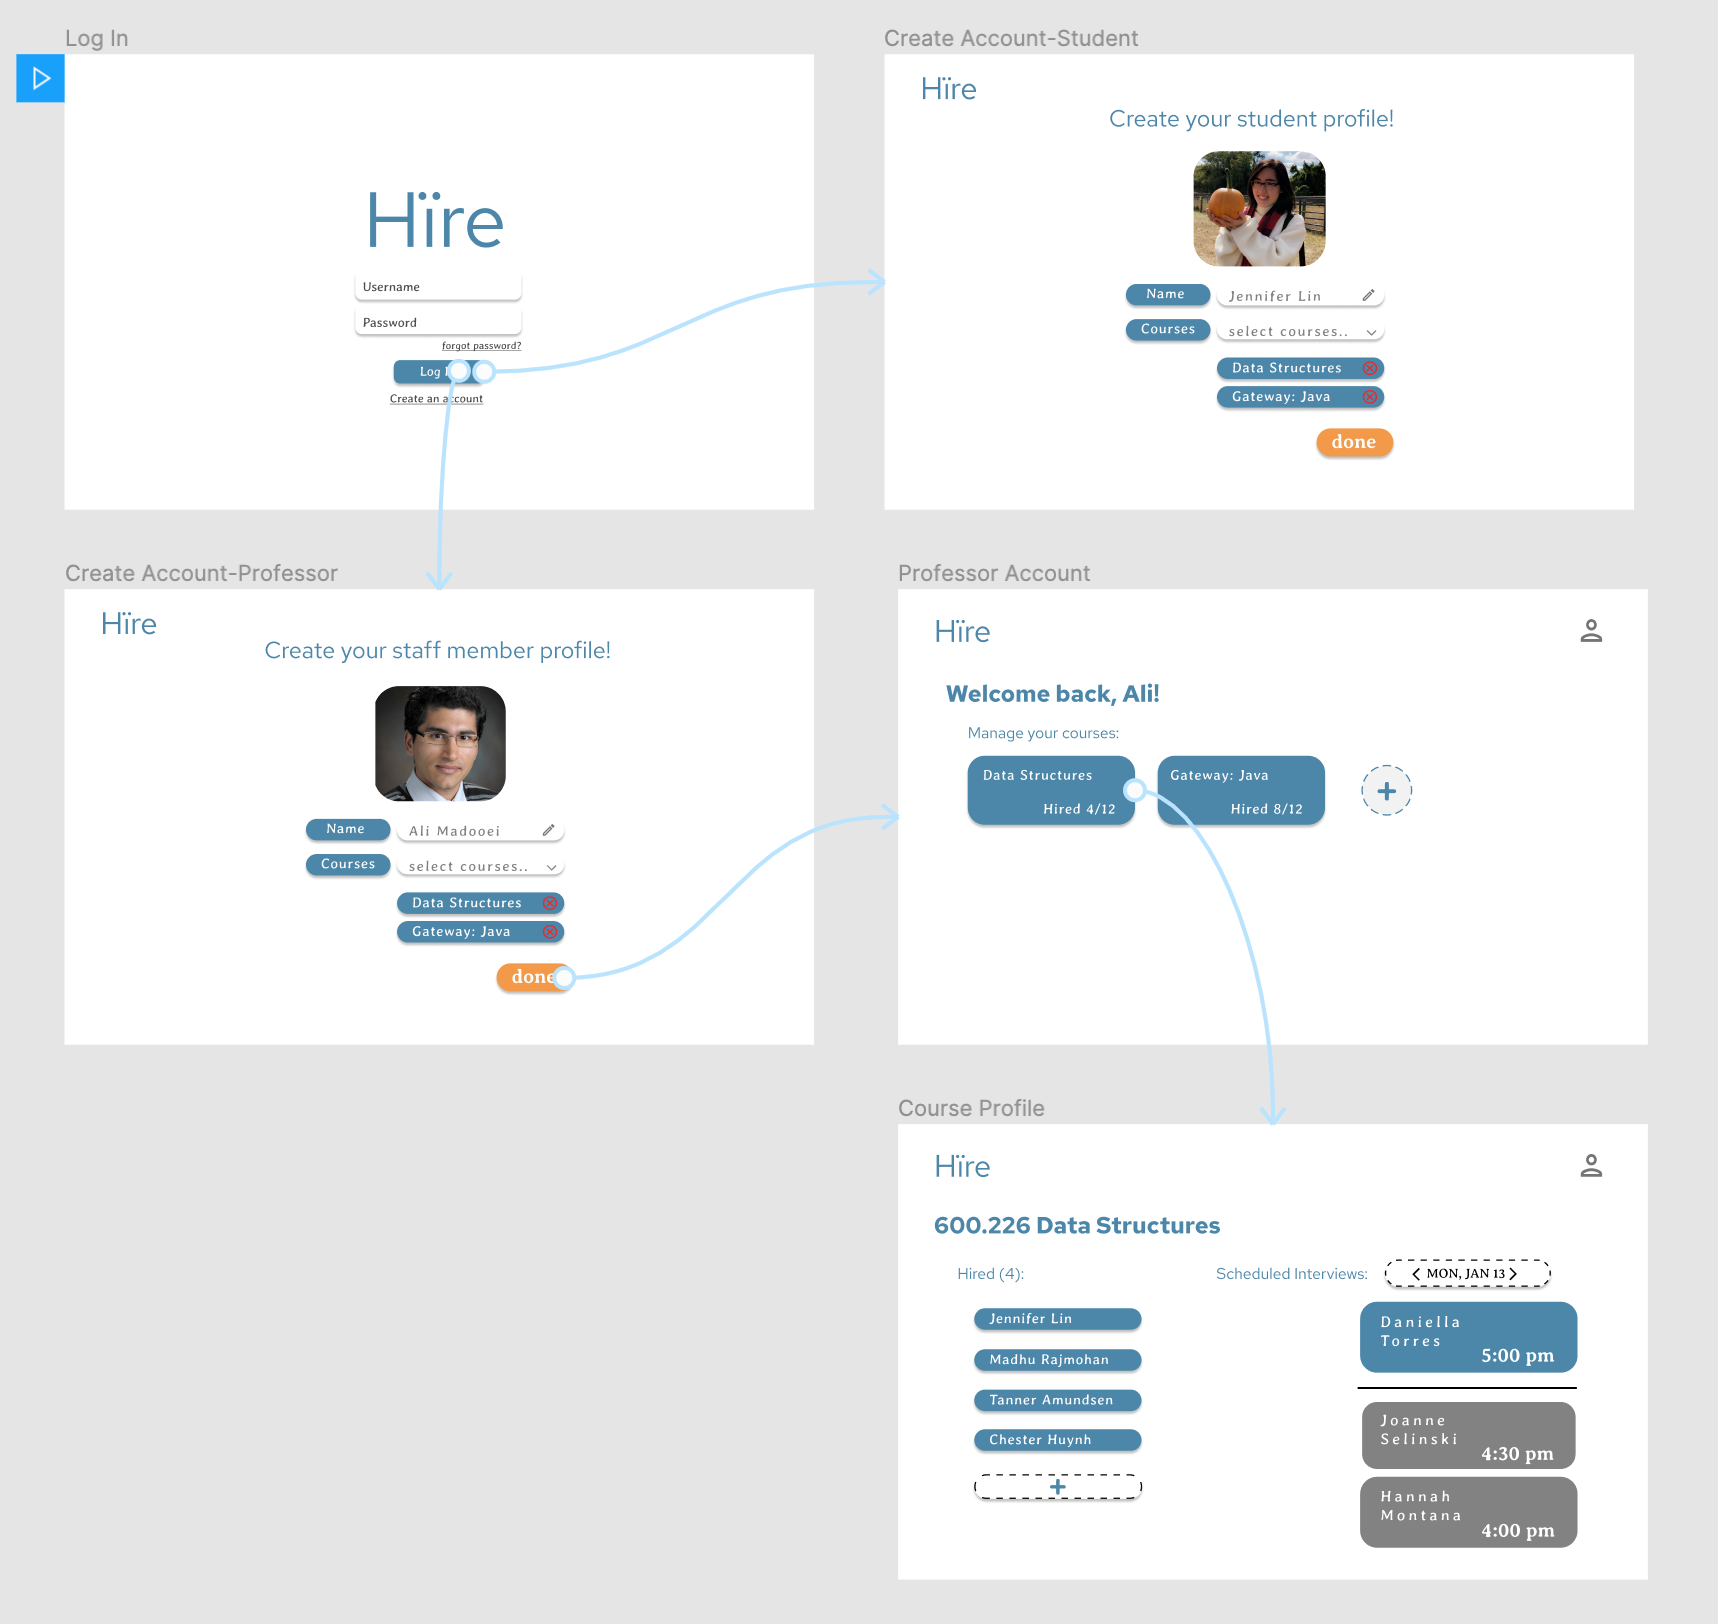 Log In
Hïre
Username
Password
forgot password?
Log
Create an account
Create Account-Student
Hïre
Create your student profile!
Name
Jennifer Lin
Courses
select courses..
Data Structures
Gateway: Java
done
Create Account-Professor
Hïre
Create your staff member profile!
Name
Ali Madooei
Courses
select courses..
Data Structures
Gateway: Java
done
Professor Account
Hïre
Welcome back, Ali!
Manage your courses:
Data Structures
Hired 4/12
Gateway: Java
Hired 8/12
Course Profile
Hïre
600.226 Data Structures
Hired (4):
Jennifer Lin
Madhu Rajmohan
Tanner Amundsen
Chester Huynh
Scheduled Interviews:
MON, JAN 13
Daniella
Torres
5:00 pm
Joanne
Selinski
4:30 pm
Hannah
Montana
4:00 pm